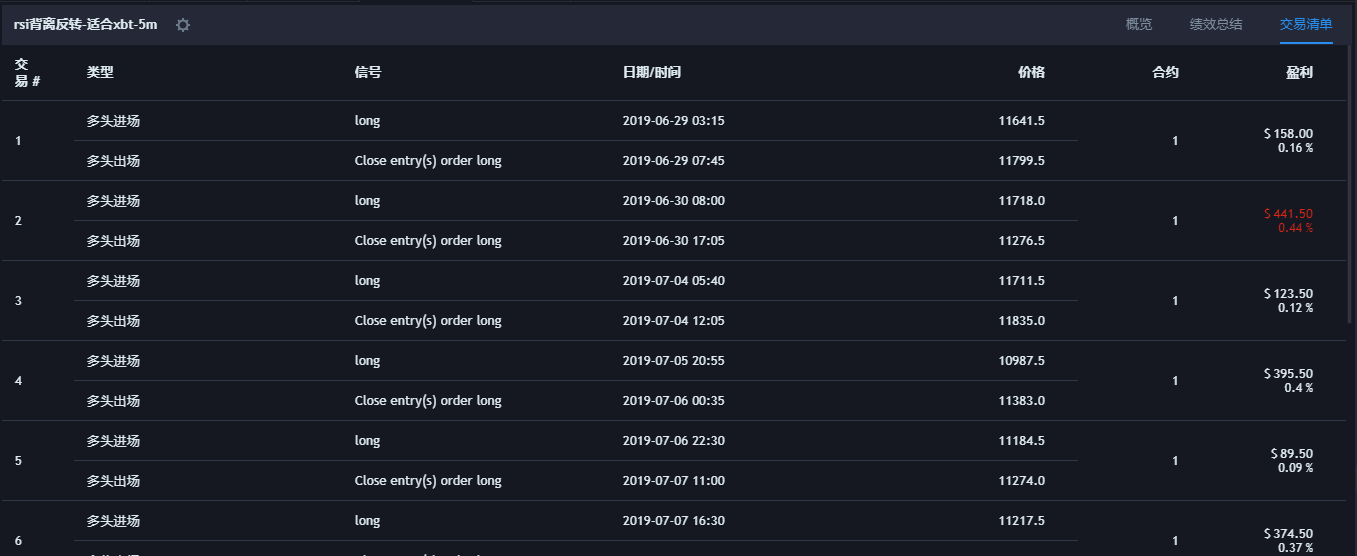 rsi背离反转-适合xbt-5m 概览 绩效总结 交易清单
交易 # 类型 信号 日期/时间 价格 合约 盈利
多头进场 long 2019-06-29 03:15 11641.5
1 1 $ 158.00
0.16 %
多头出场 Close entry(s) order long 2019-06-29 07:45 11799.5
多头进场 long 2019-06-30 08:00 11718.0
2 1 $ 441.50
0.44 %
多头出场 Close entry(s) order long 2019-06-30 17:05 11276.5
多头进场 long 2019-07-04 05:40 11711.5
3 1 $ 123.50
0.12 %
多头出场 Close entry(s) order long 2019-07-04 12:05 11835.0
多头进场 long 2019-07-05 20:55 10987.5
4 1 $ 395.50
0.4 %
多头出场 Close entry(s) order long 2019-07-06 00:35 11383.0
多头进场 long 2019-07-06 22:30 11184.5
5 1 $ 89.50
0.09 %
多头出场 Close entry(s) order long 2019-07-07 11:00 11274.0
多头进场 long 2019-07-07 16:30 11217.5
6 1 $ 374.50
0.37 %